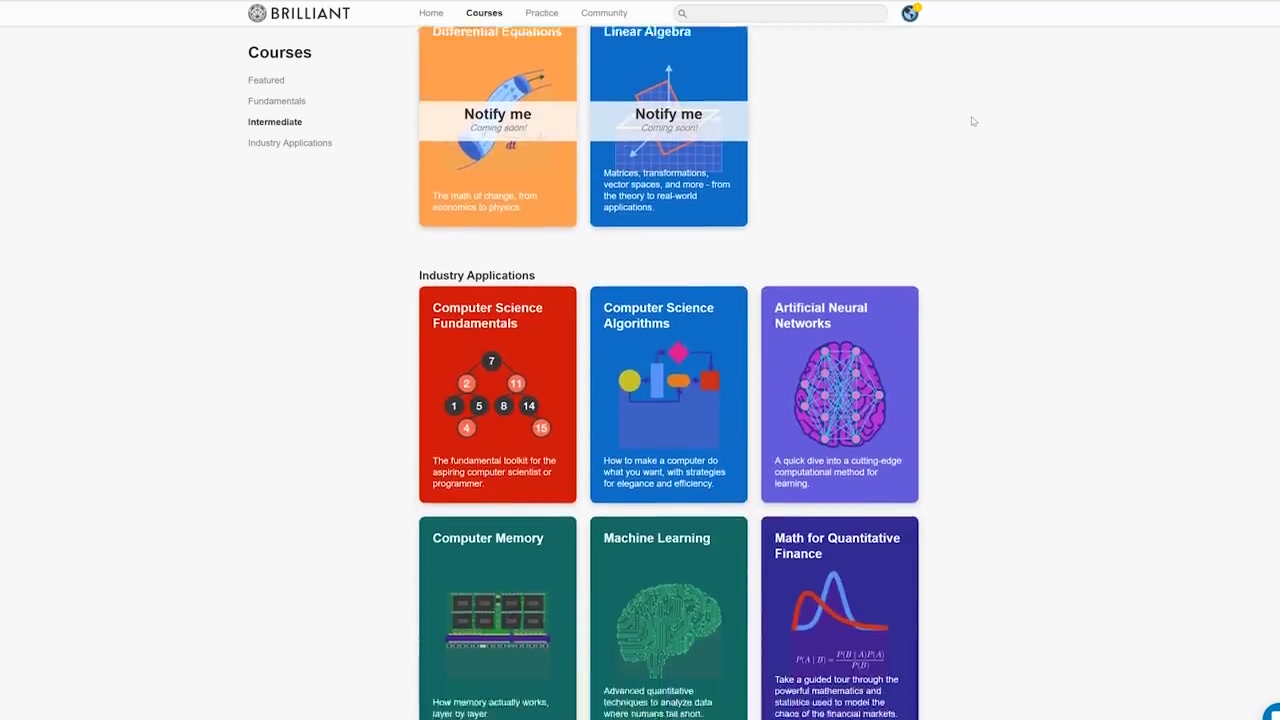 BRILLIANT
Home
Courses
Practice
Community
Courses
Featured
Fundamentals
Intermediate
Industry Applications
Differential Equations
Notify me
Coming soon!
dt
The math of change, from
economics to physics.
Linear Algebra
Notify me
Coming soon!
Matrices, transformations,
vector spaces, and more - from
the theory to real-world
applications.
Industry Applications
Computer Science
Fundamentals
7
2 11
1 5 8 14
4 15
The fundamental toolkit for the
aspiring computer scientist or
programmer.
Computer Science
Algorithms
How to make a computer do
what you want, with strategies
for elegance and efficiency.
Artificial Neural
Networks
A quick dive into a cutting-edge
computational method for
learning.
Computer Memory
How memory actually works,
layer by layer.
Machine Learning
Advanced quantitative
techniques to analyze data
where humans fall short.
Math for Quantitative
Finance
P(A | B) = P(B | A)P(A) / P(B)
Take a guided tour through the
powerful mathematics and
statistics used to model the
chaos of the financial markets.